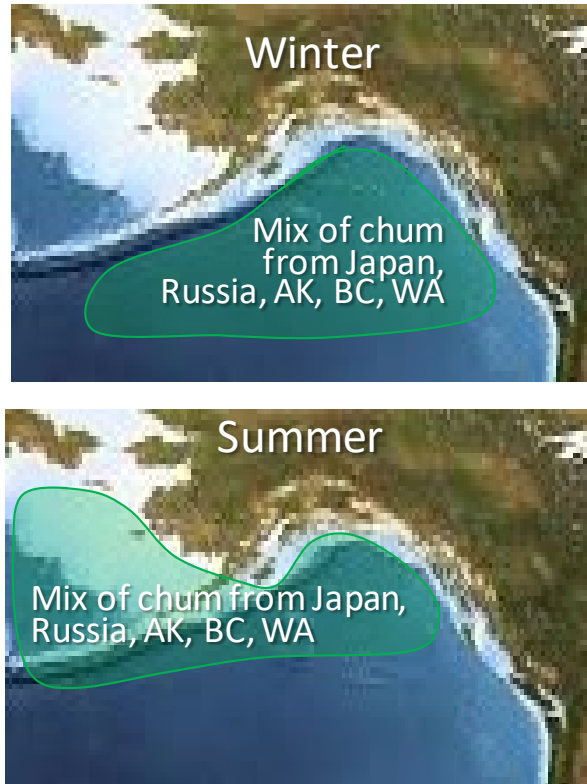 Winter
Mix of chum
from Japan,
Russia, AK, BC, WA
Summer
Mix of chum from Japan,
Russia, AK, BC, WA